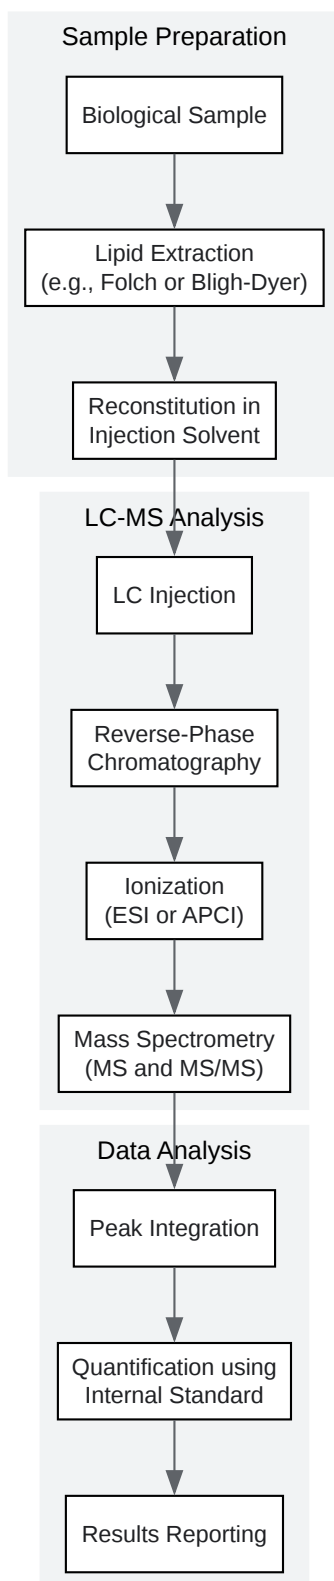 Sample Preparation
Biological Sample
Lipid Extraction
(e.g., Folch or Bligh-Dyer)
Reconstitution in
Injection Solvent
LC-MS Analysis
LC Injection
Reverse-Phase
Chromatography
Ionization
(ESI or APCI)
Mass Spectrometry
(MS and MS/MS)
Data Analysis
Peak Integration
Quantification using
Internal Standard
Results Reporting